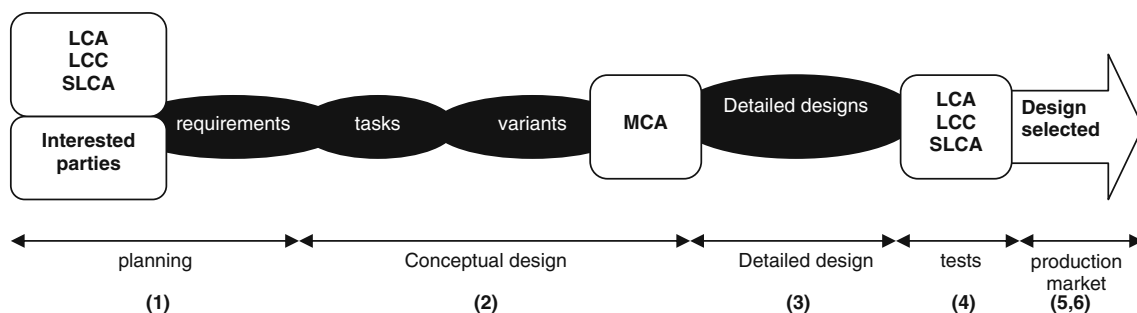 LCA
LCC
SLCA
Interested
parties
requirements
tasks
variants
MCA
Detailed designs
LCA
LCC
SLCA
Design
selected
planning
Conceptual design
Detailed design
tests
production
market
(1)
(2)
(3)
(4)
(5,6)